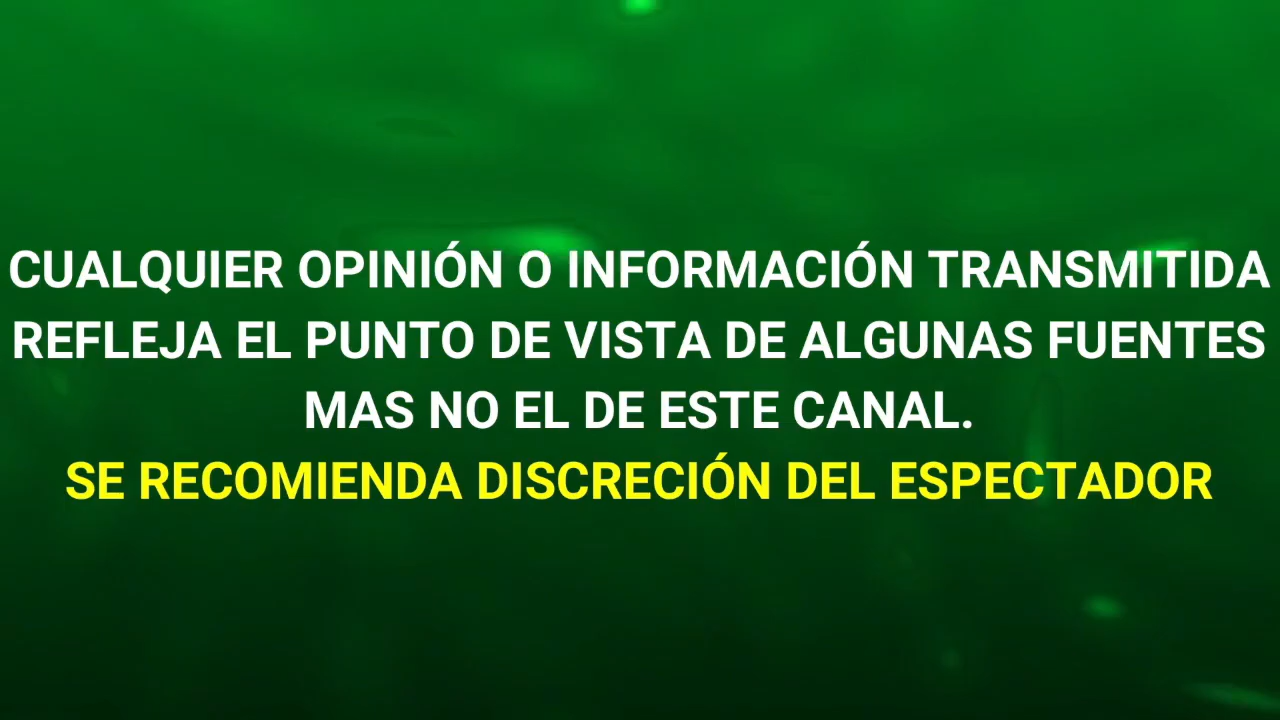 CUALQUIER OPINIÓN O INFORMACIÓN TRANSMITIDA
REFLEJA EL PUNTO DE VISTA DE ALGUNAS FUENTES
MAS NO EL DE ESTE CANAL.
SE RECOMIENDA DISCRECIÓN DEL ESPECTADOR